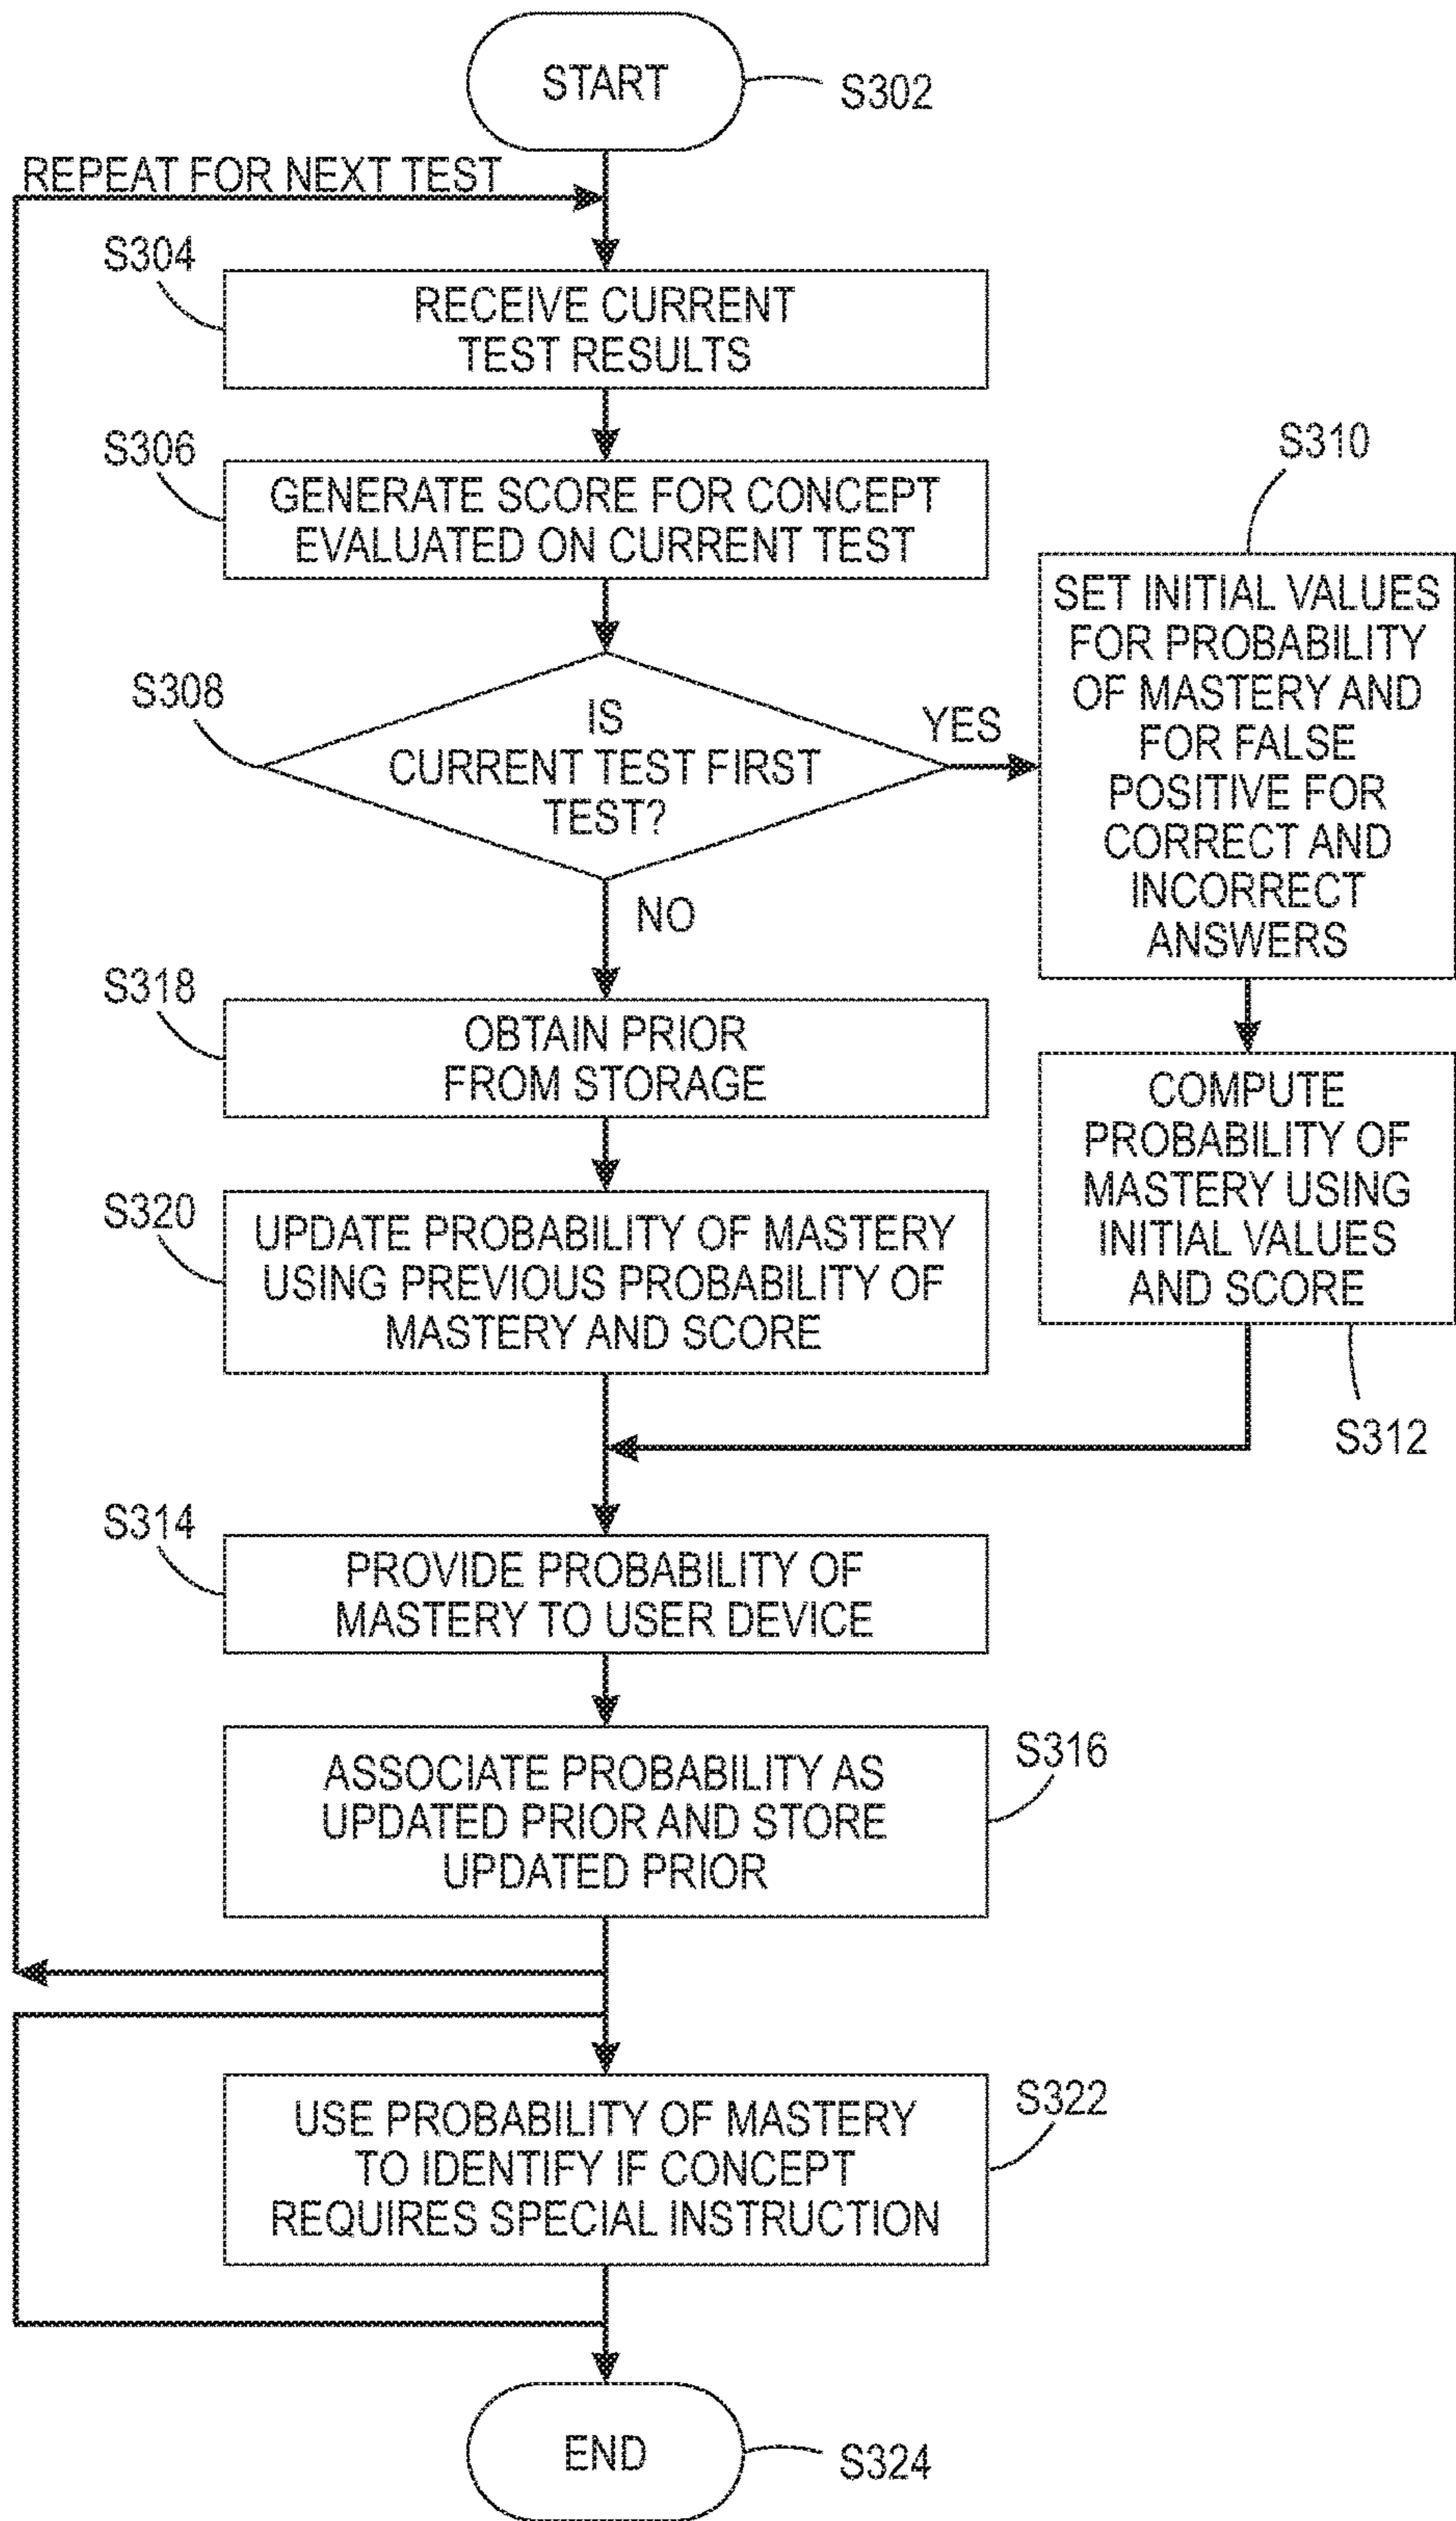 START
S302
REPEAT FOR NEXT TEST
S304
RECEIVE CURRENT
TEST RESULTS
S306
GENERATE SCORE FOR CONCEPT
EVALUATED ON CURRENT TEST
S308
IS
CURRENT TEST FIRST
TEST?
YES
NO
S310
SET INITIAL VALUES
FOR PROBABILITY
OF MASTERY AND
FOR FALSE
POSITIVE FOR
CORRECT AND
INCORRECT
ANSWERS
COMPUTE
PROBABILITY OF
MASTERY USING
INITIAL VALUES
AND SCORE
S312
S318
OBTAIN PRIOR
FROM STORAGE
S320
UPDATE PROBABILITY OF MASTERY
USING PREVIOUS PROBABILITY OF
MASTERY AND SCORE
S314
PROVIDE PROBABILITY OF
MASTERY TO USER DEVICE
S316
ASSOCIATE PROBABILITY AS
UPDATED PRIOR AND STORE
UPDATED PRIOR
S322
USE PROBABILITY OF MASTERY
TO IDENTIFY IF CONCEPT
REQUIRES SPECIAL INSTRUCTION
END
S324